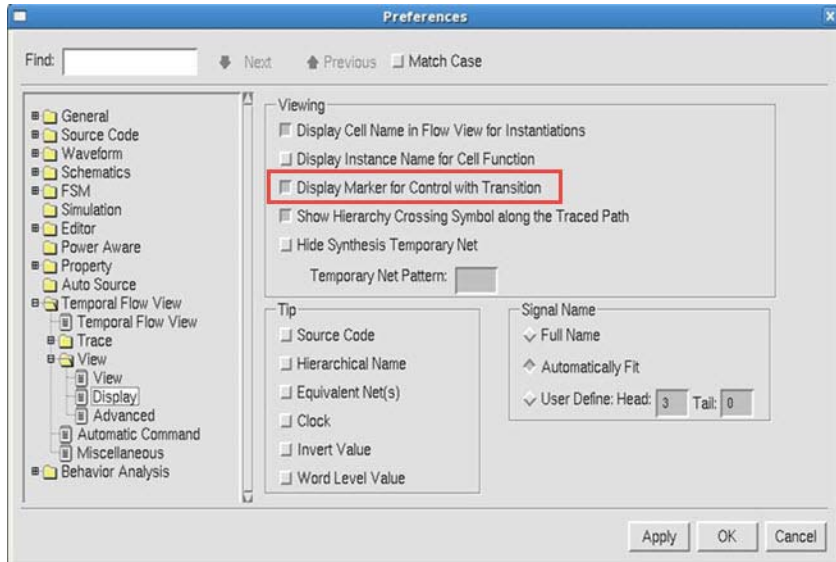 Preferences
Find: Next Previous Match Case
General
Source Code
Waveform
Schematics
FSM
Simulation
Editor
Power Aware
Property
Auto Source
Temporal Flow View
Temporal Flow View
Trace
View
View
Display
Advanced
Automatic Command
Miscellaneous
Behavior Analysis
Viewing
Display Cell Name in Flow View for Instantiations
Display Instance Name for Cell Function
Display Marker for Control with Transition
Show Hierarchy Crossing Symbol along the Traced Path
Hide Synthesis Temporary Net
Temporary Net Pattern:
Tip
Source Code
Hierarchical Name
Equivalent Net(s)
Clock
Invert Value
Word Level Value
Signal Name
Full Name
Automatically Fit
User Define: Head: 3 Tail: 0
Apply OK Cancel